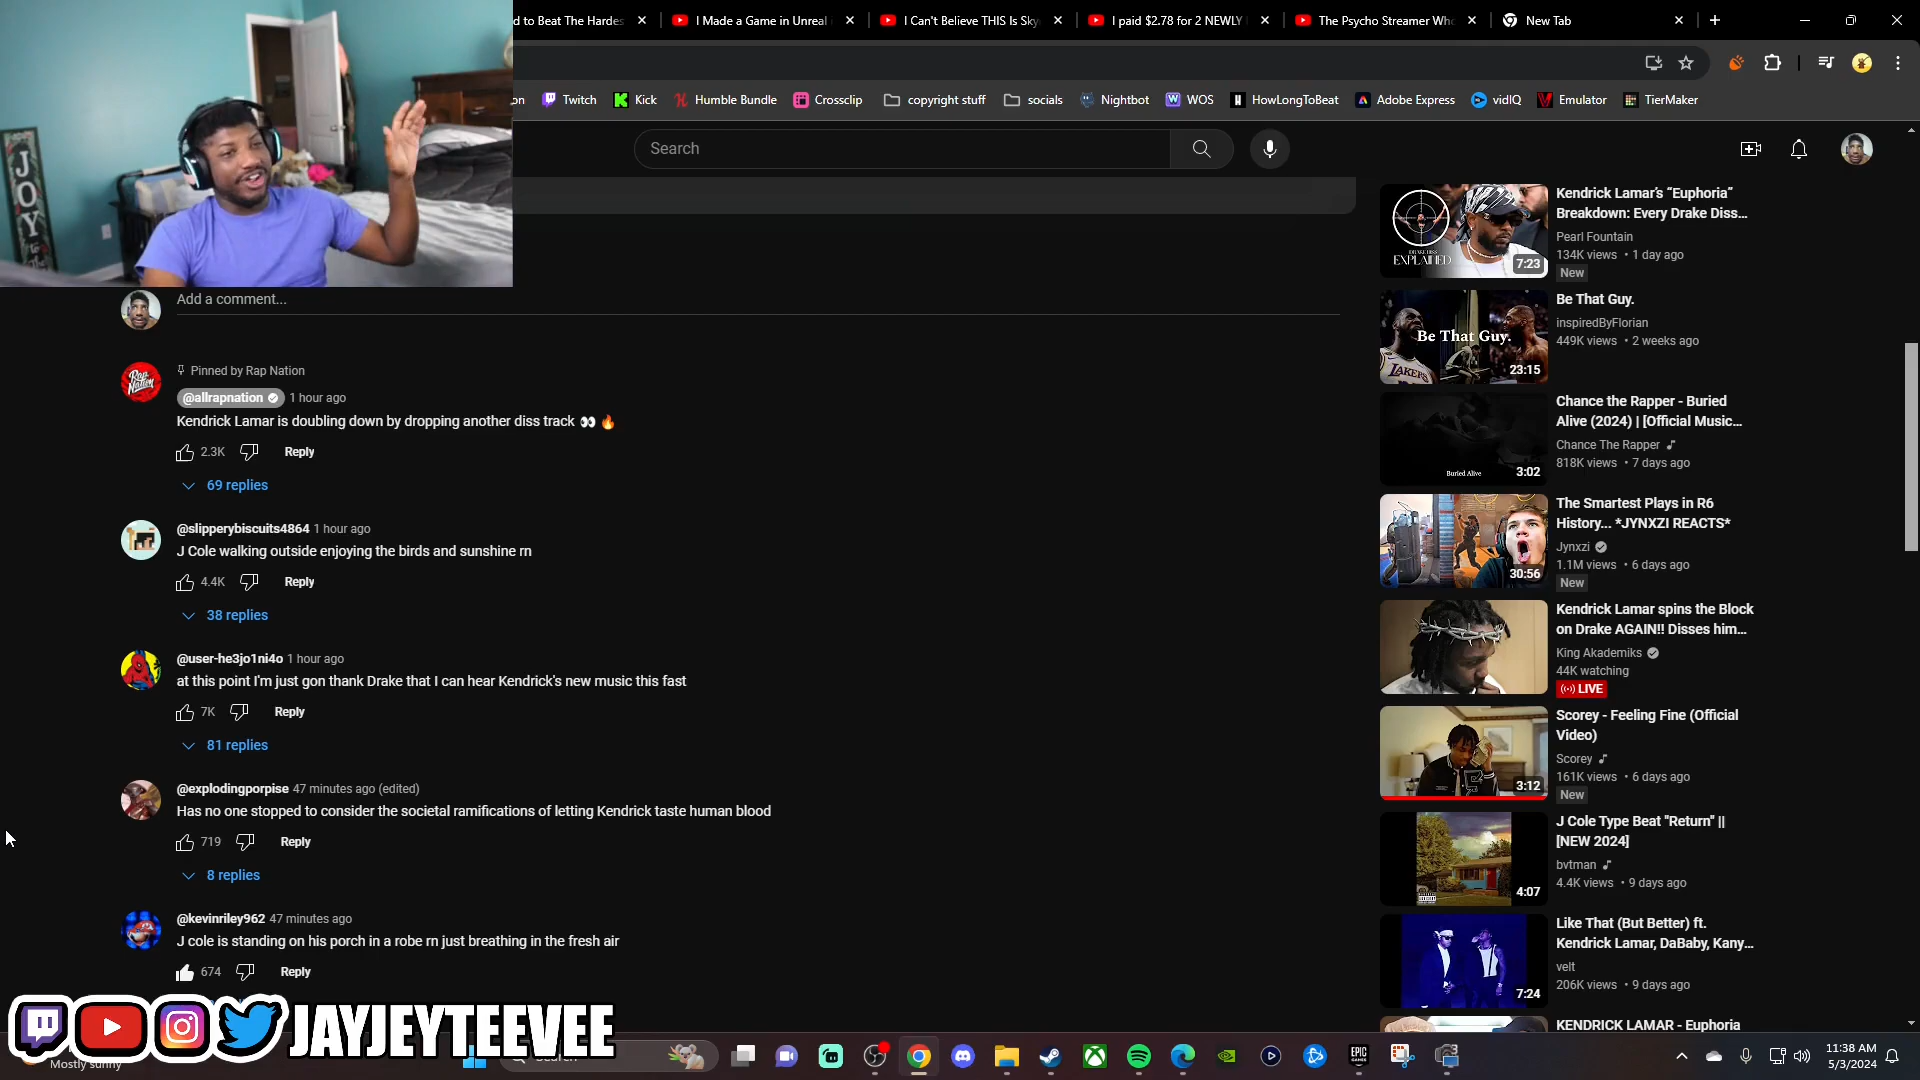 d to Beat The Hardes
I Made a Game in Unreal
I Can't Believe THIS Is Sky
I paid $2.78 for 2 NEWLY
The Psycho Streamer Who
New Tab
on
Twitch
Kick
Humble Bundle
Crossclip
copyright stuff
socials
Nightbot
WOS
HowLongToBeat
Adobe Express
vidIQ
Emulator
TierMaker
JOY
Search
Add a comment...
Pinned by Rap Nation
Rap Nation
@allrapnation 1 hour ago
Kendrick Lamar is doubling down by dropping another diss track 👀 🔥
2.3K Reply
69 replies
@slipperybiscuits4864 1 hour ago
J Cole walking outside enjoying the birds and sunshine rn
4.4K Reply
38 replies
@user-he3jo1ni4o 1 hour ago
at this point I'm just gon thank Drake that I can hear Kendrick's new music this fast
7K Reply
81 replies
@explodingporpise 47 minutes ago (edited)
Has no one stopped to consider the societal ramifications of letting Kendrick taste human blood
719 Reply
8 replies
@kevinriley962 47 minutes ago
J cole is standing on his porch in a robe rn just breathing in the fresh air
674 Reply
EXPLAINED
7:23
Kendrick Lamar's “Euphoria”
Breakdown: Every Drake Diss...
Pearl Fountain
134K views • 1 day ago
New
Be That Guy.
LAKERS
23:15
Be That Guy.
inspiredByFlorian
449K views • 2 weeks ago
Buried Alive
3:02
Chance the Rapper - Buried
Alive (2024) | [Official Music...
Chance The Rapper
818K views • 7 days ago
30:56
The Smartest Plays in R6
History... *JYNXZI REACTS*
Jynxzi
1.1M views • 6 days ago
New
Kendrick Lamar spins the Block
on Drake AGAIN!! Disses him...
King Akademiks
44K watching
LIVE
3:12
Scorey - Feeling Fine (Official
Video)
Scorey
161K views • 6 days ago
New
4:07
J Cole Type Beat "Return" ||
[NEW 2024]
bvtman
4.4K views • 9 days ago
7:24
Like That (But Better) ft.
Kendrick Lamar, DaBaby, Kany...
velt
206K views • 9 days ago
KENDRICK LAMAR - Euphoria
JAYJEYTEEVEE
Mostly sunny
Search
EPIC GAMES
11:38 AM
5/3/2024